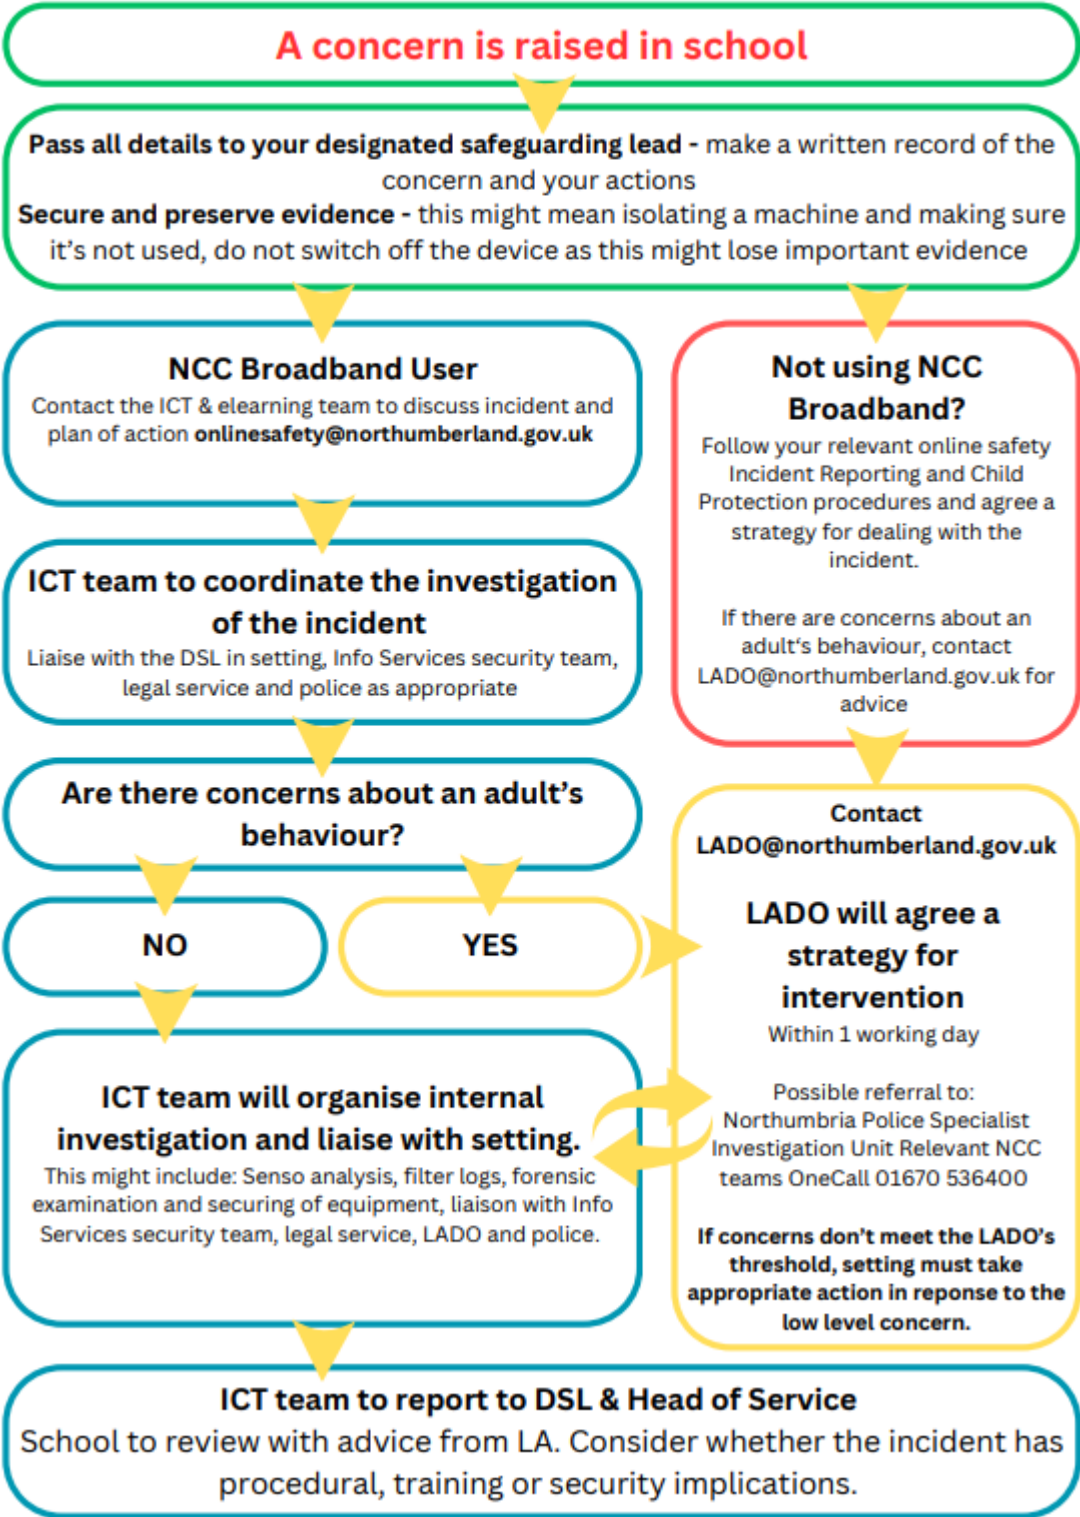 A concern is raised in school
Pass all details to your designated safeguarding lead - make a written record of the
concern and your actions
Secure and preserve evidence - this might mean isolating a machine and making sure
it's not used, do not switch off the device as this might lose important evidence
NCC Broadband User
Contact the ICT & elearning team to discuss incident and
plan of action onlinesafety@northumberland.gov.uk
ICT team to coordinate the investigation
of the incident
Liaise with the DSL in setting, Info Services security team,
legal service and police as appropriate
Are there concerns about an adult's
behaviour?
NO
YES
ICT team will organise internal
investigation and liaise with setting.
This might include: Senso analysis, filter logs, forensic
examination and securing of equipment, liaison with Info
Services security team, legal service, LADO and police.
Not using NCC
Broadband?
Follow your relevant online safety
Incident Reporting and Child
Protection procedures and agree a
strategy for dealing with the
incident.
If there are concerns about an
adult‘s behaviour, contact
LADO@northumberland.gov.uk for
advice
Contact
LADO@northumberland.gov.uk
LADO will agree a
strategy for
intervention
Within 1 working day
Possible referral to:
Northumbria Police Specialist
Investigation Unit Relevant NCC
teams OneCall 01670 536400
If concerns don't meet the LADO's
threshold, setting must take
appropriate action in reponse to the
low level concern.
ICT team to report to DSL & Head of Service
School to review with advice from LA. Consider whether the incident has
procedural, training or security implications.